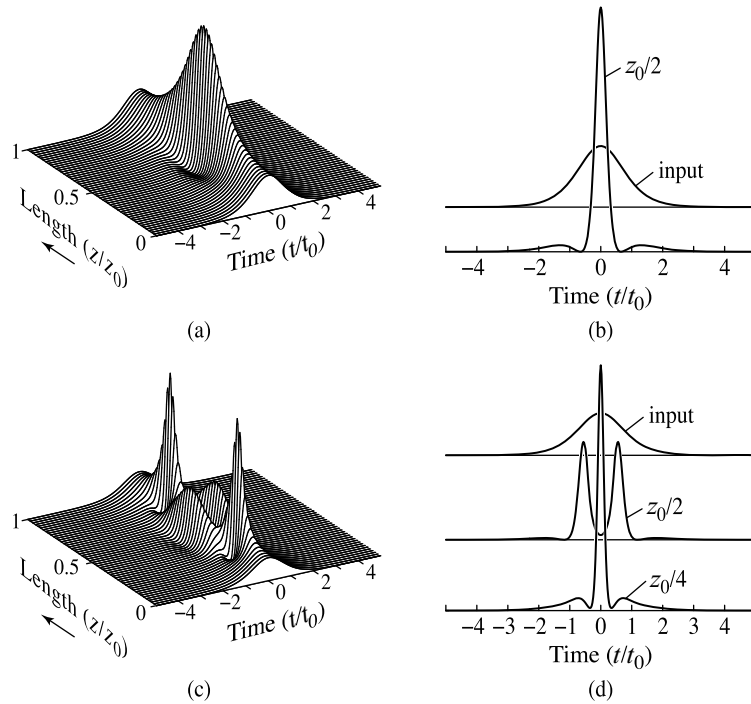 1
0.5
0
Length (z/z0)
−4
−2
0
2
4
Time (t/t0)
(a)
z0/2
input
−4
−2
0
2
4
Time (t/t0)
(b)
1
0.5
0
Length (z/z0)
−4
−2
0
2
4
Time (t/t0)
(c)
input
z0/2
z0/4
−4
−3
−2
−1
0
1
2
3
4
Time (t/t0)
(d)